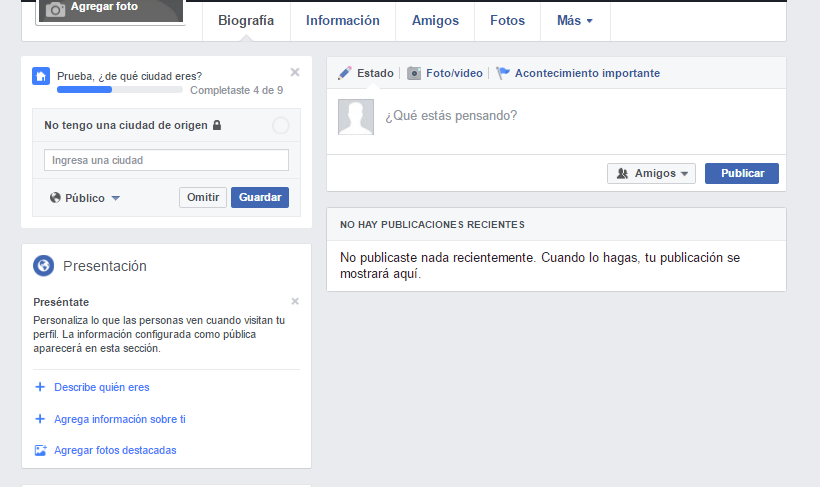 Agregar foto
Biografía
Información
Amigos
Fotos
Más
Prueba, ¿de qué ciudad eres?
Completaste 4 de 9
No tengo una ciudad de origen
Ingresa una ciudad
Público
Omitir
Guardar
Presentación
Preséntate
Personaliza lo que las personas ven cuando visitan tu
perfil. La información configurada como pública
aparecerá en esta sección.
Describe quién eres
Agrega información sobre ti
Agregar fotos destacadas
Estado
Foto/video
Acontecimiento importante
¿Qué estás pensando?
Amigos
Publicar
NO HAY PUBLICACIONES RECIENTES
No publicaste nada recientemente. Cuando lo hagas, tu publicación se
mostrará aquí.